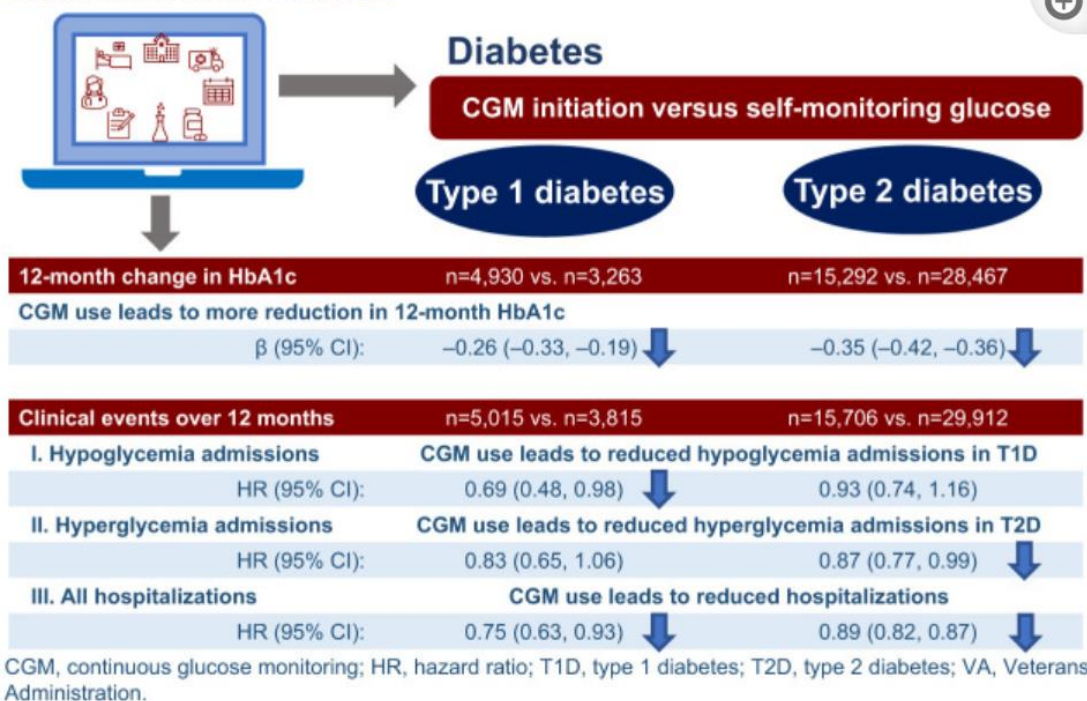 Diabetes
CGM initiation versus self-monitoring glucose
Type 1 diabetes Type 2 diabetes
12-month change in HbA1c n=4,930 vs. n=3,263 n=15,292 vs. n=28,467
CGM use leads to more reduction in 12-month HbA1c
β (95% CI): –0.26 (–0.33, –0.19) –0.35 (–0.42, –0.36)
Clinical events over 12 months n=5,015 vs. n=3,815 n=15,706 vs. n=29,912
I. Hypoglycemia admissions CGM use leads to reduced hypoglycemia admissions in T1D
HR (95% CI): 0.69 (0.48, 0.98) 0.93 (0.74, 1.16)
II. Hyperglycemia admissions CGM use leads to reduced hyperglycemia admissions in T2D
HR (95% CI): 0.83 (0.65, 1.06) 0.87 (0.77, 0.99)
III. All hospitalizations CGM use leads to reduced hospitalizations
HR (95% CI): 0.75 (0.63, 0.93) 0.89 (0.82, 0.87)
CGM, continuous glucose monitoring; HR, hazard ratio; T1D, type 1 diabetes; T2D, type 2 diabetes; VA, Veterans
Administration.